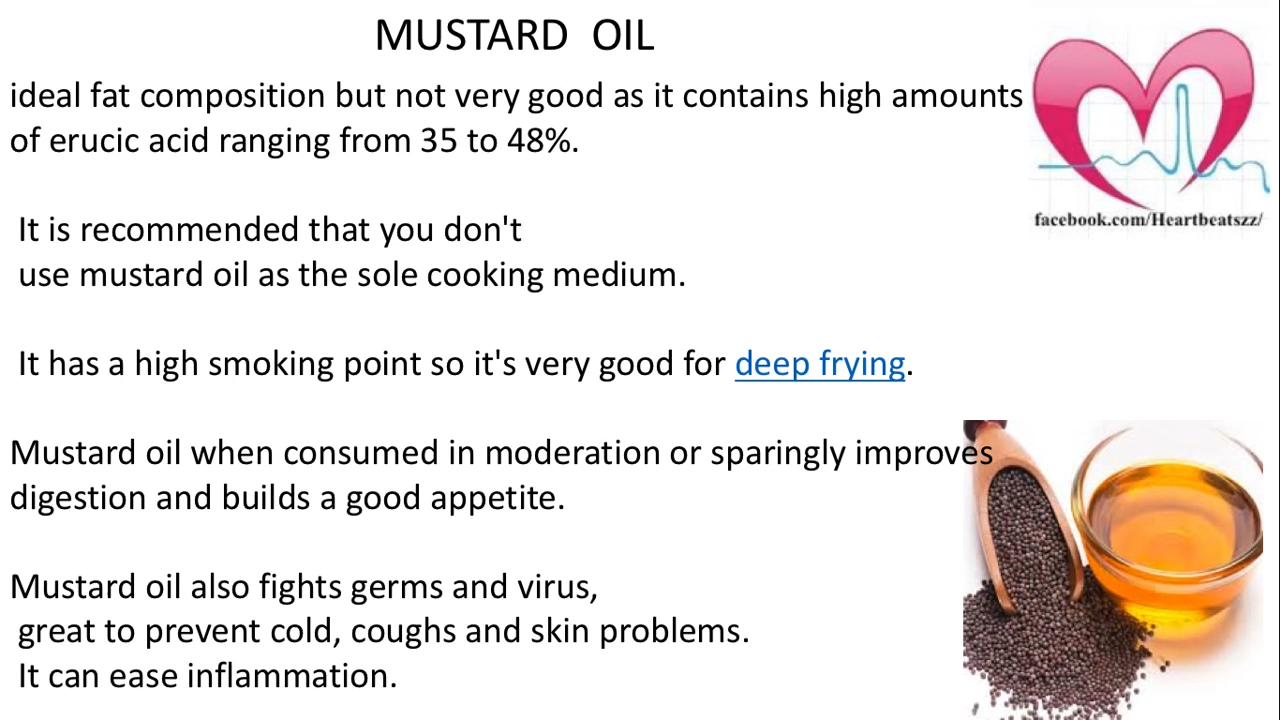 MUSTARD OIL
ideal fat composition but not very good as it contains high amounts
of erucic acid ranging from 35 to 48%.
It is recommended that you don't
use mustard oil as the sole cooking medium.
It has a high smoking point so it's very good for deep frying.
Mustard oil when consumed in moderation or sparingly improves
digestion and builds a good appetite.
Mustard oil also fights germs and virus,
great to prevent cold, coughs and skin problems.
It can ease inflammation.
facebook.com/Heartbeatszz/